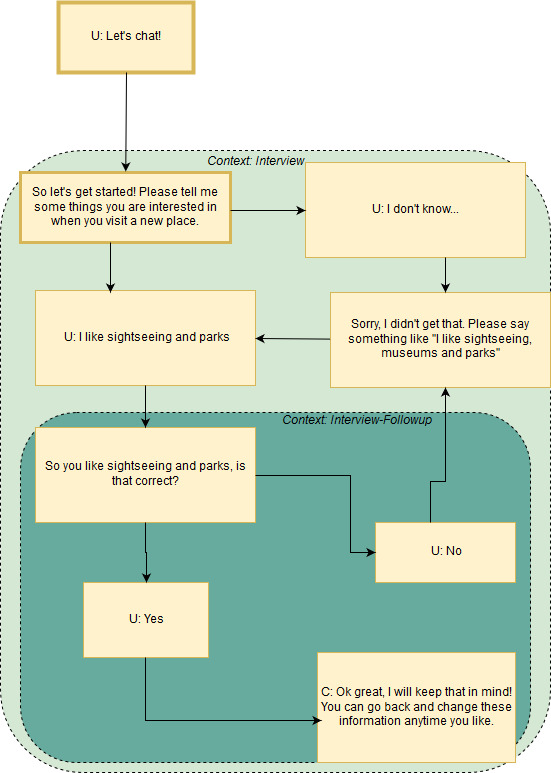 U: Let's chat!
Context: Interview
So let's get started! Please tell me
some things you are interested in
when you visit a new place.
U: I don't know...
U: I like sightseeing and parks
Sorry, I didn't get that. Please say
something like "I like sightseeing,
museums and parks"
Context: Interview-Followup
So you like sightseeing and parks, is
that correct?
U: No
U: Yes
C: Ok great, I will keep that in mind!
You can go back and change these
information anytime you like.